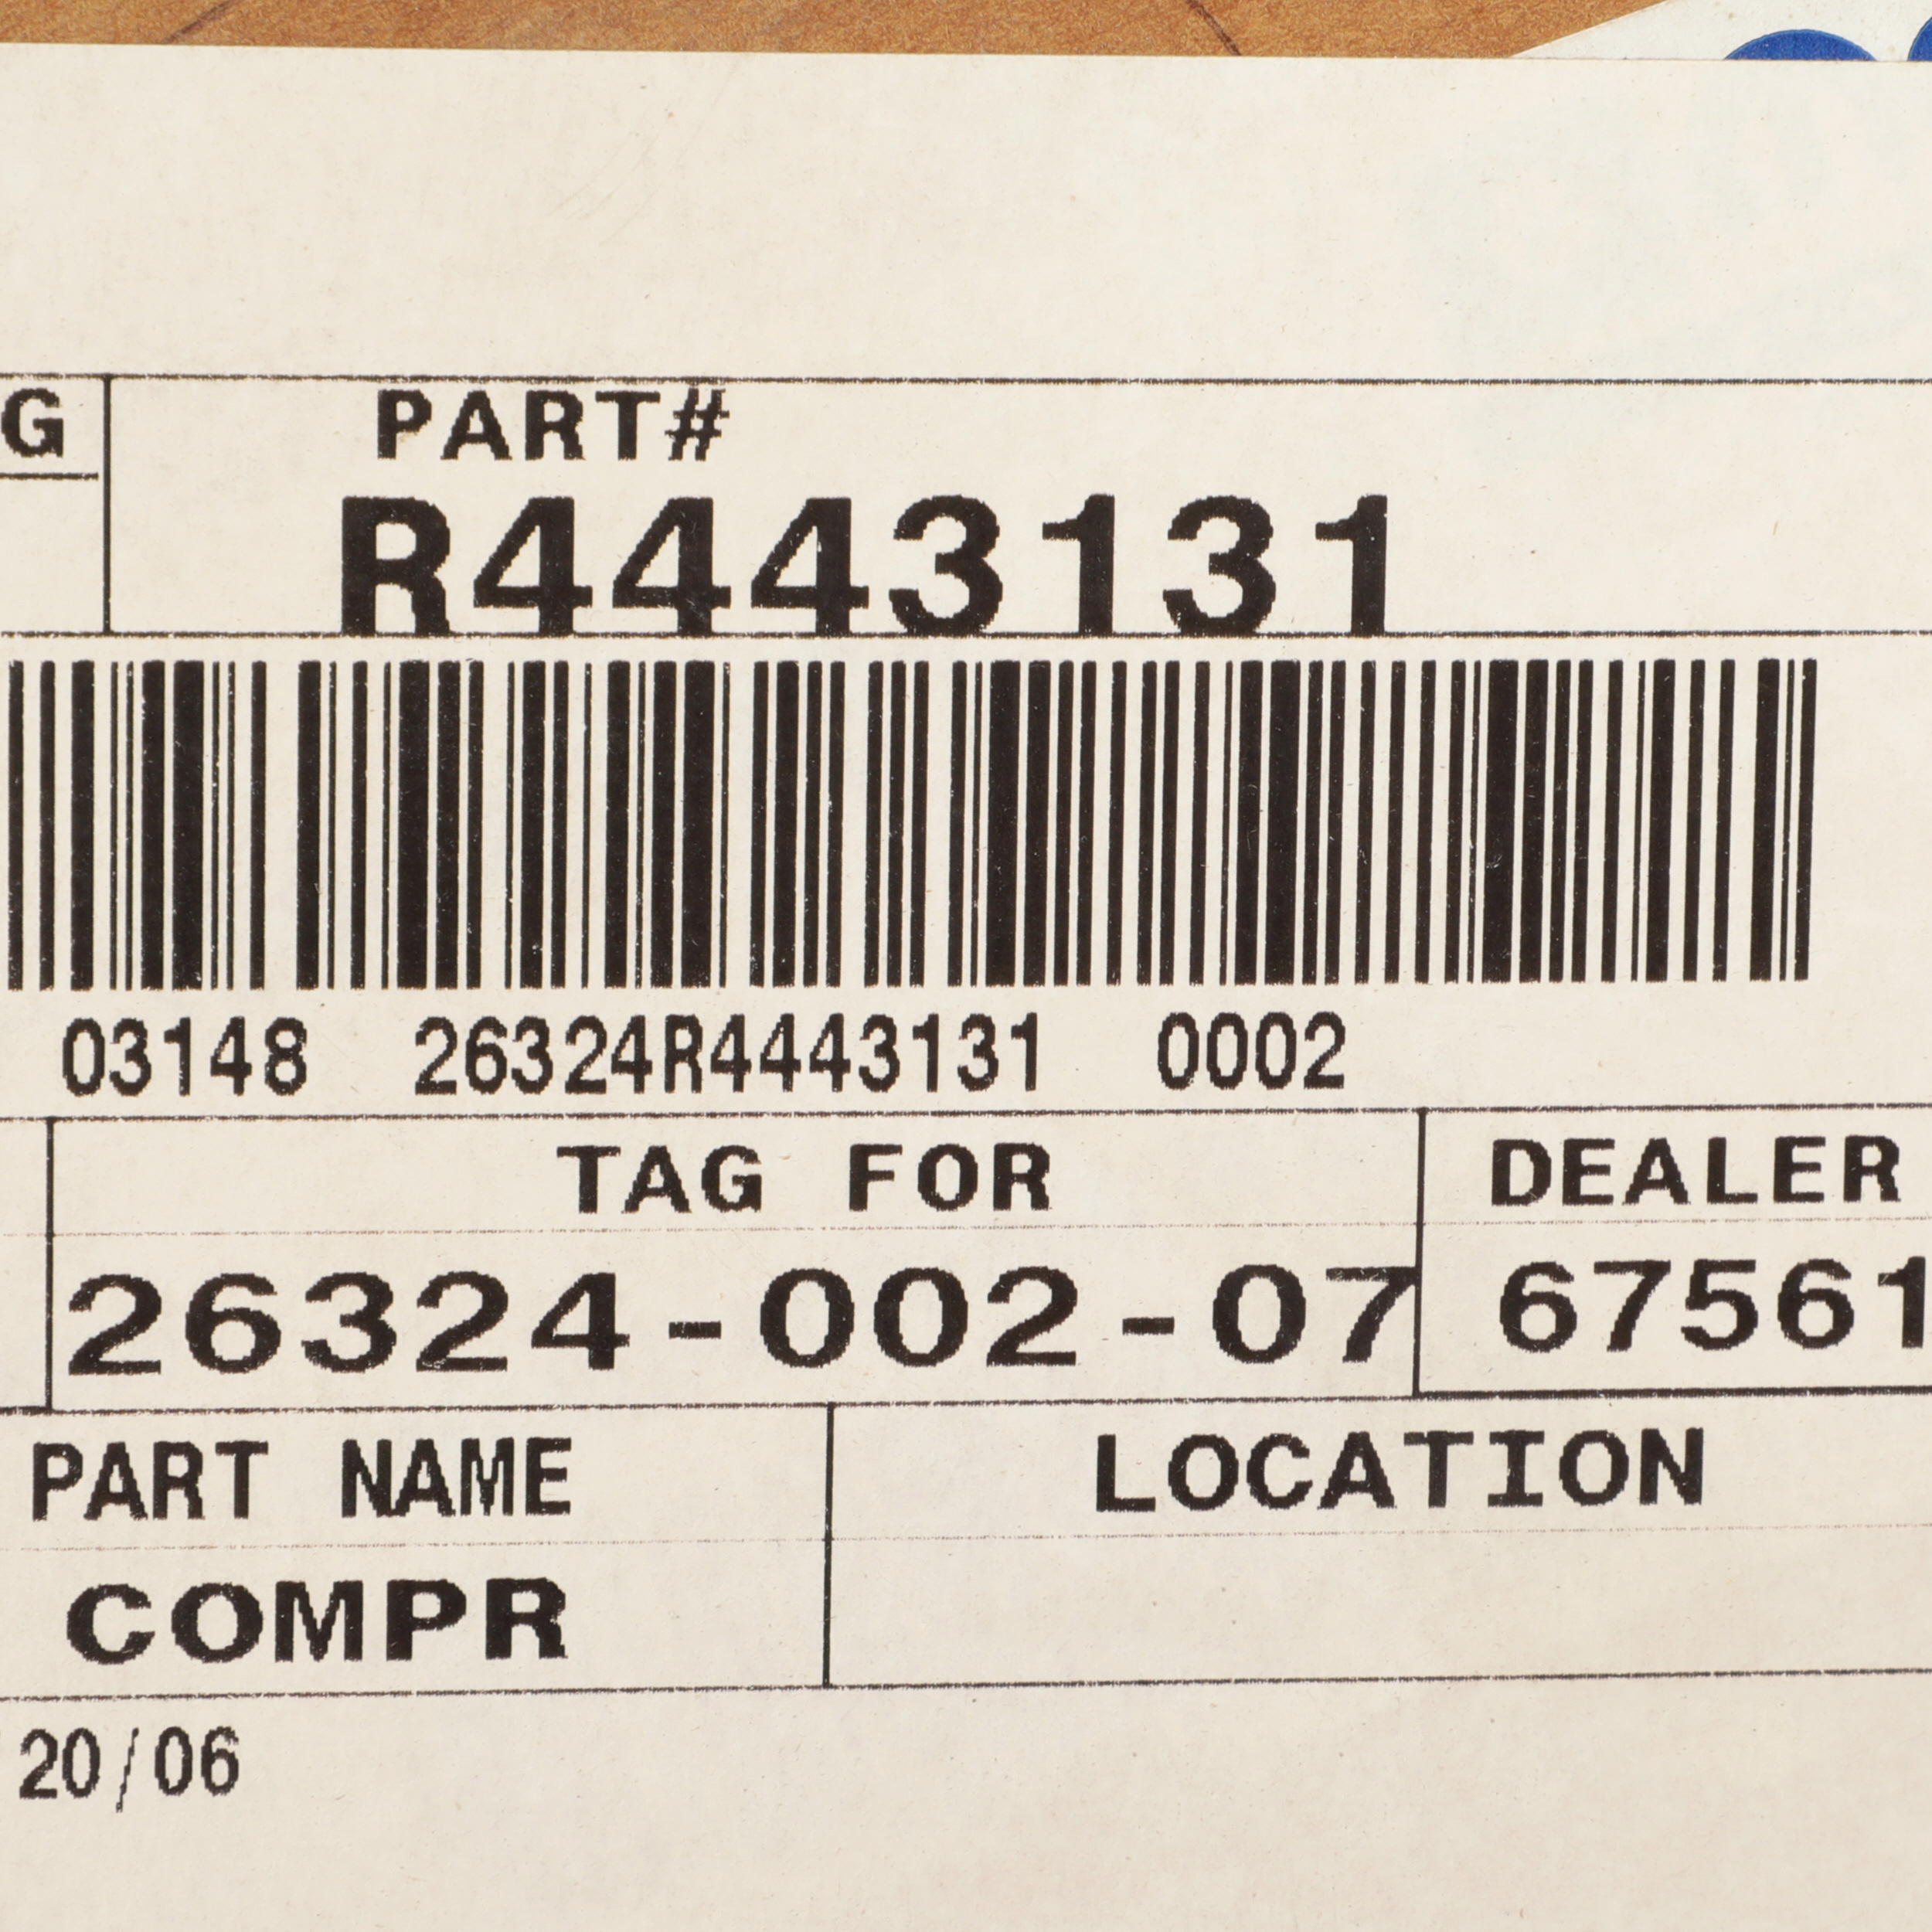 G PART#
R4443131
03148 26324R4443131 0002
TAG FOR DEALER
26324-002-07 67561
PART NAME LOCATION
COMPR
20/06